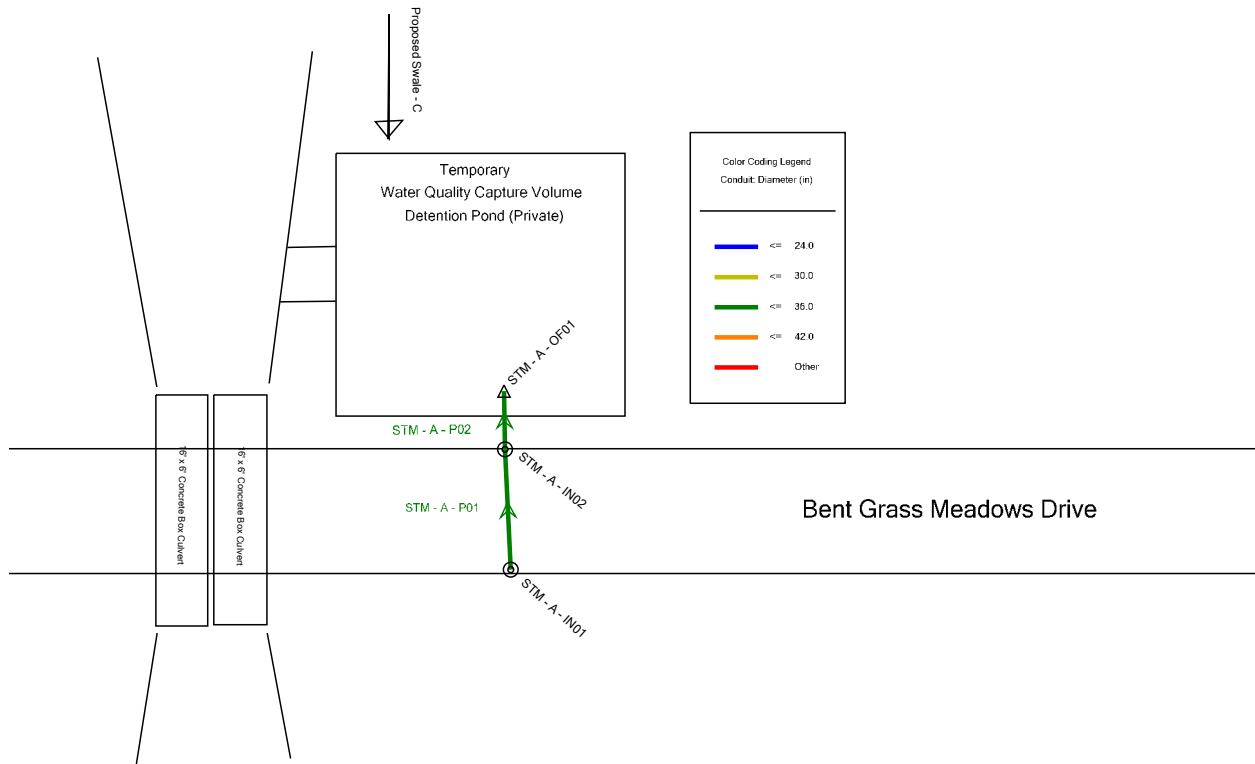 Proposed Swale - C
Temporary
Water Quality Capture Volume
Detention Pond (Private)
Color Coding Legend
Conduit: Diameter (in)
<= 24.0
<= 30.0
<= 36.0
<= 42.0
Other
STM - A - OF01
STM - A - P02
STM - A - IN02
16' x 6' Concrete Box Culvert
16' x 6' Concrete Box Culvert
STM - A - P01
Bent Grass Meadows Drive
STM - A - IN01